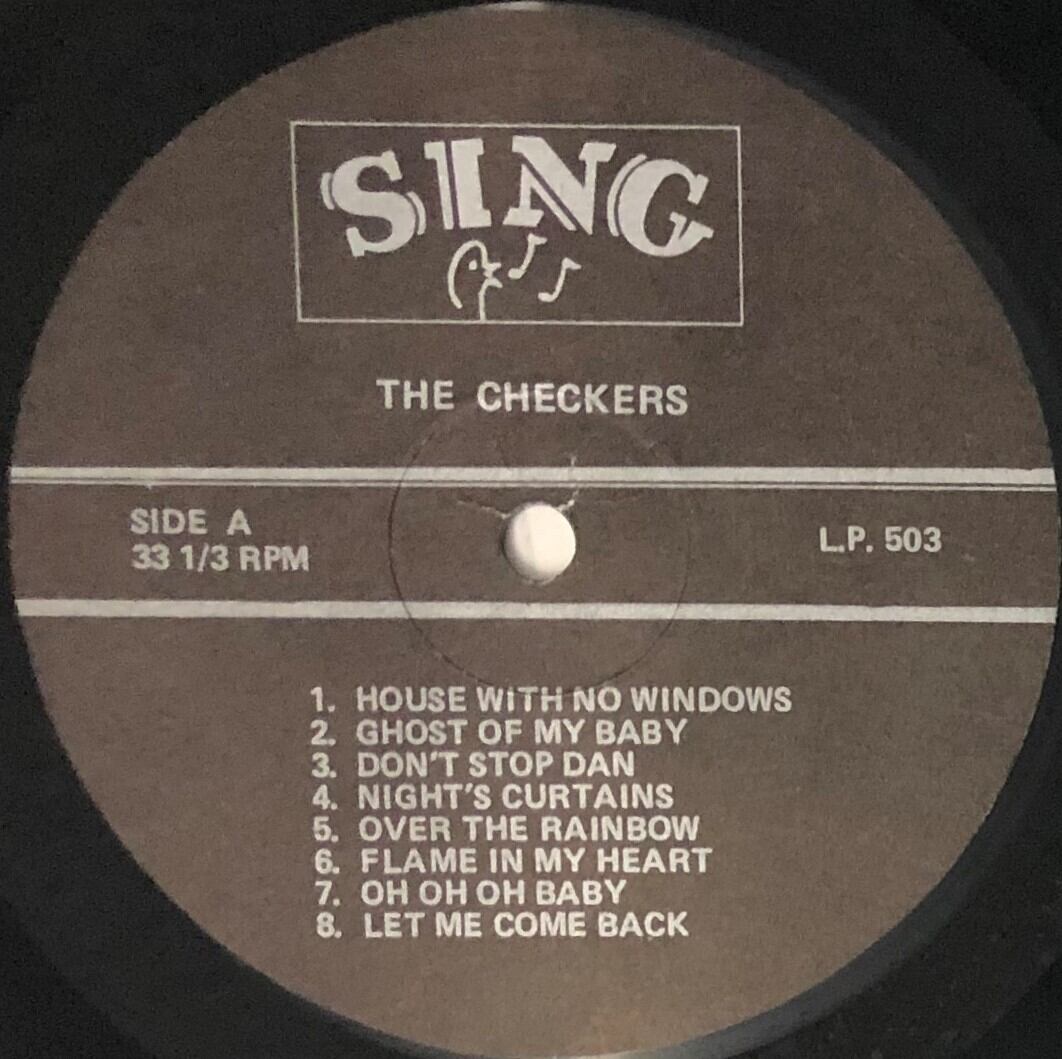 SING
THE CHECKERS
SIDE A
33 1/3 RPM
L.P. 503
1. HOUSE WITH NO WINDOWS
2. GHOST OF MY BABY
3. DON'T STOP DAN
4. NIGHT'S CURTAINS
5. OVER THE RAINBOW
6. FLAME IN MY HEART
7. OH OH OH BABY
8. LET ME COME BACK